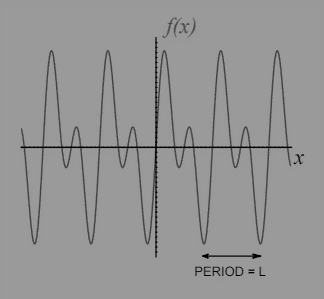 f(x)
x
PERIOD = L